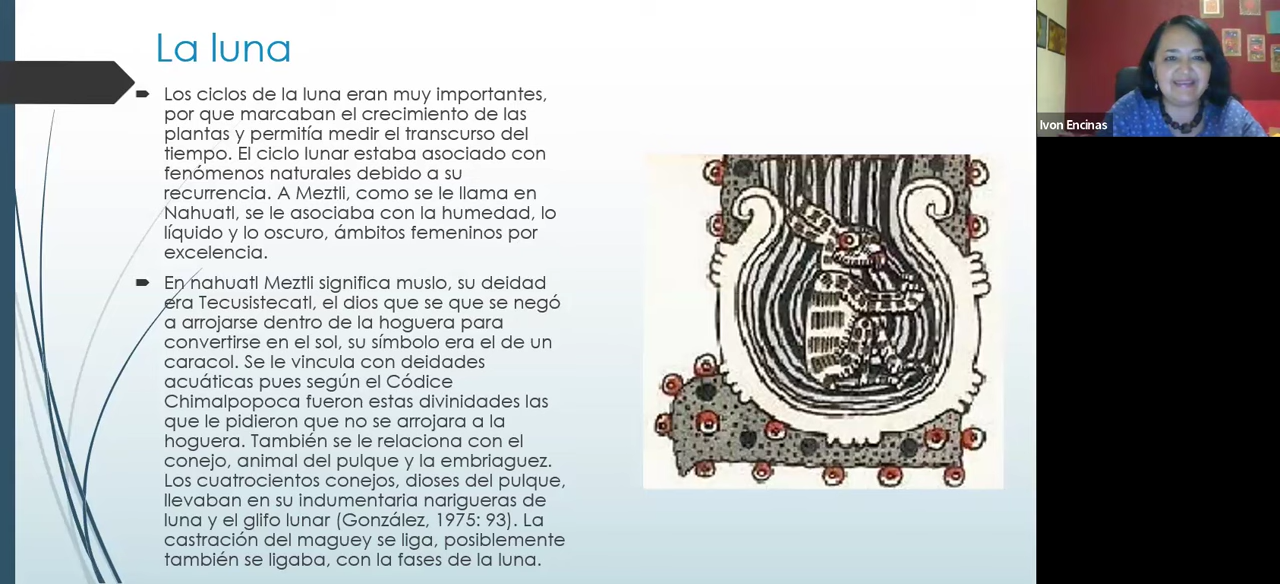 La luna
Los ciclos de la luna eran muy importantes,
por que marcaban el crecimiento de las
plantas y permitía medir el transcurso del
tiempo. El ciclo lunar estaba asociado con
fenómenos naturales debido a su
recurrencia. A Meztli, como se le llama en
Nahuatl, se le asociaba con la humedad, lo
líquido y lo oscuro, ámbitos femeninos por
excelencia.
En nahuatl Meztli significa muslo, su deidad
era Tecusistecatl, el dios que se que se negó
a arrojarse dentro de la hoguera para
convertirse en el sol, su símbolo era el de un
caracol. Se le vincula con deidades
acuáticas pues según el Códice
Chimalpopoca fueron estas divinidades las
que le pidieron que no se arrojara a la
hoguera. También se le relaciona con el
conejo, animal del pulque y la embriaguez.
Los cuatrocientos conejos, dioses del pulque,
llevaban en su indumentaria narigueras de
luna y el glifo lunar (González, 1975: 93). La
castración del maguey se liga, posiblemente
también se ligaba, con la fases de la luna.
Ivon Encinas